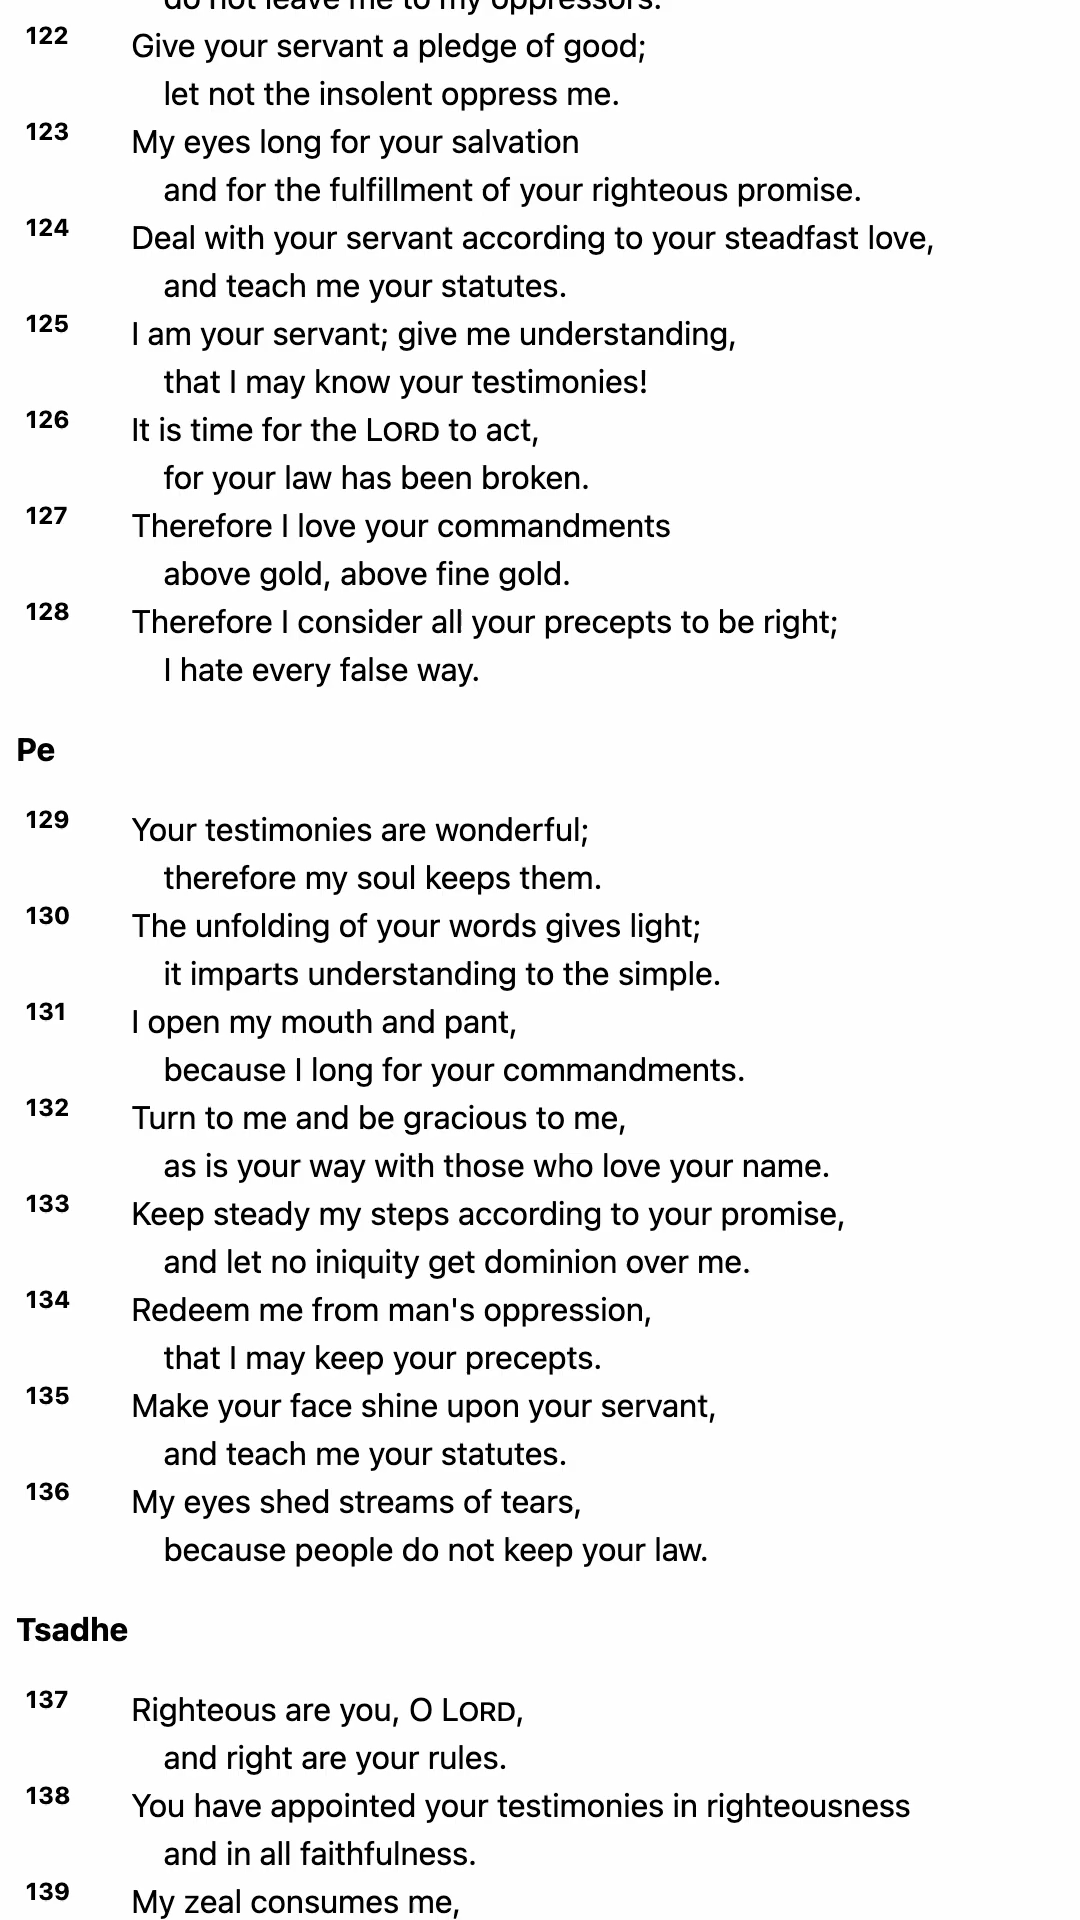 do not leave me to my oppressors.
122 Give your servant a pledge of good;
let not the insolent oppress me.
123 My eyes long for your salvation
and for the fulfillment of your righteous promise.
124 Deal with your servant according to your steadfast love,
and teach me your statutes.
125 I am your servant; give me understanding,
that I may know your testimonies!
126 It is time for the LORD to act,
for your law has been broken.
127 Therefore I love your commandments
above gold, above fine gold.
128 Therefore I consider all your precepts to be right;
I hate every false way.
Pe
129 Your testimonies are wonderful;
therefore my soul keeps them.
130 The unfolding of your words gives light;
it imparts understanding to the simple.
131 I open my mouth and pant,
because I long for your commandments.
132 Turn to me and be gracious to me,
as is your way with those who love your name.
133 Keep steady my steps according to your promise,
and let no iniquity get dominion over me.
134 Redeem me from man's oppression,
that I may keep your precepts.
135 Make your face shine upon your servant,
and teach me your statutes.
136 My eyes shed streams of tears,
because people do not keep your law.
Tsadhe
137 Righteous are you, O LORD,
and right are your rules.
138 You have appointed your testimonies in righteousness
and in all faithfulness.
139 My zeal consumes me,